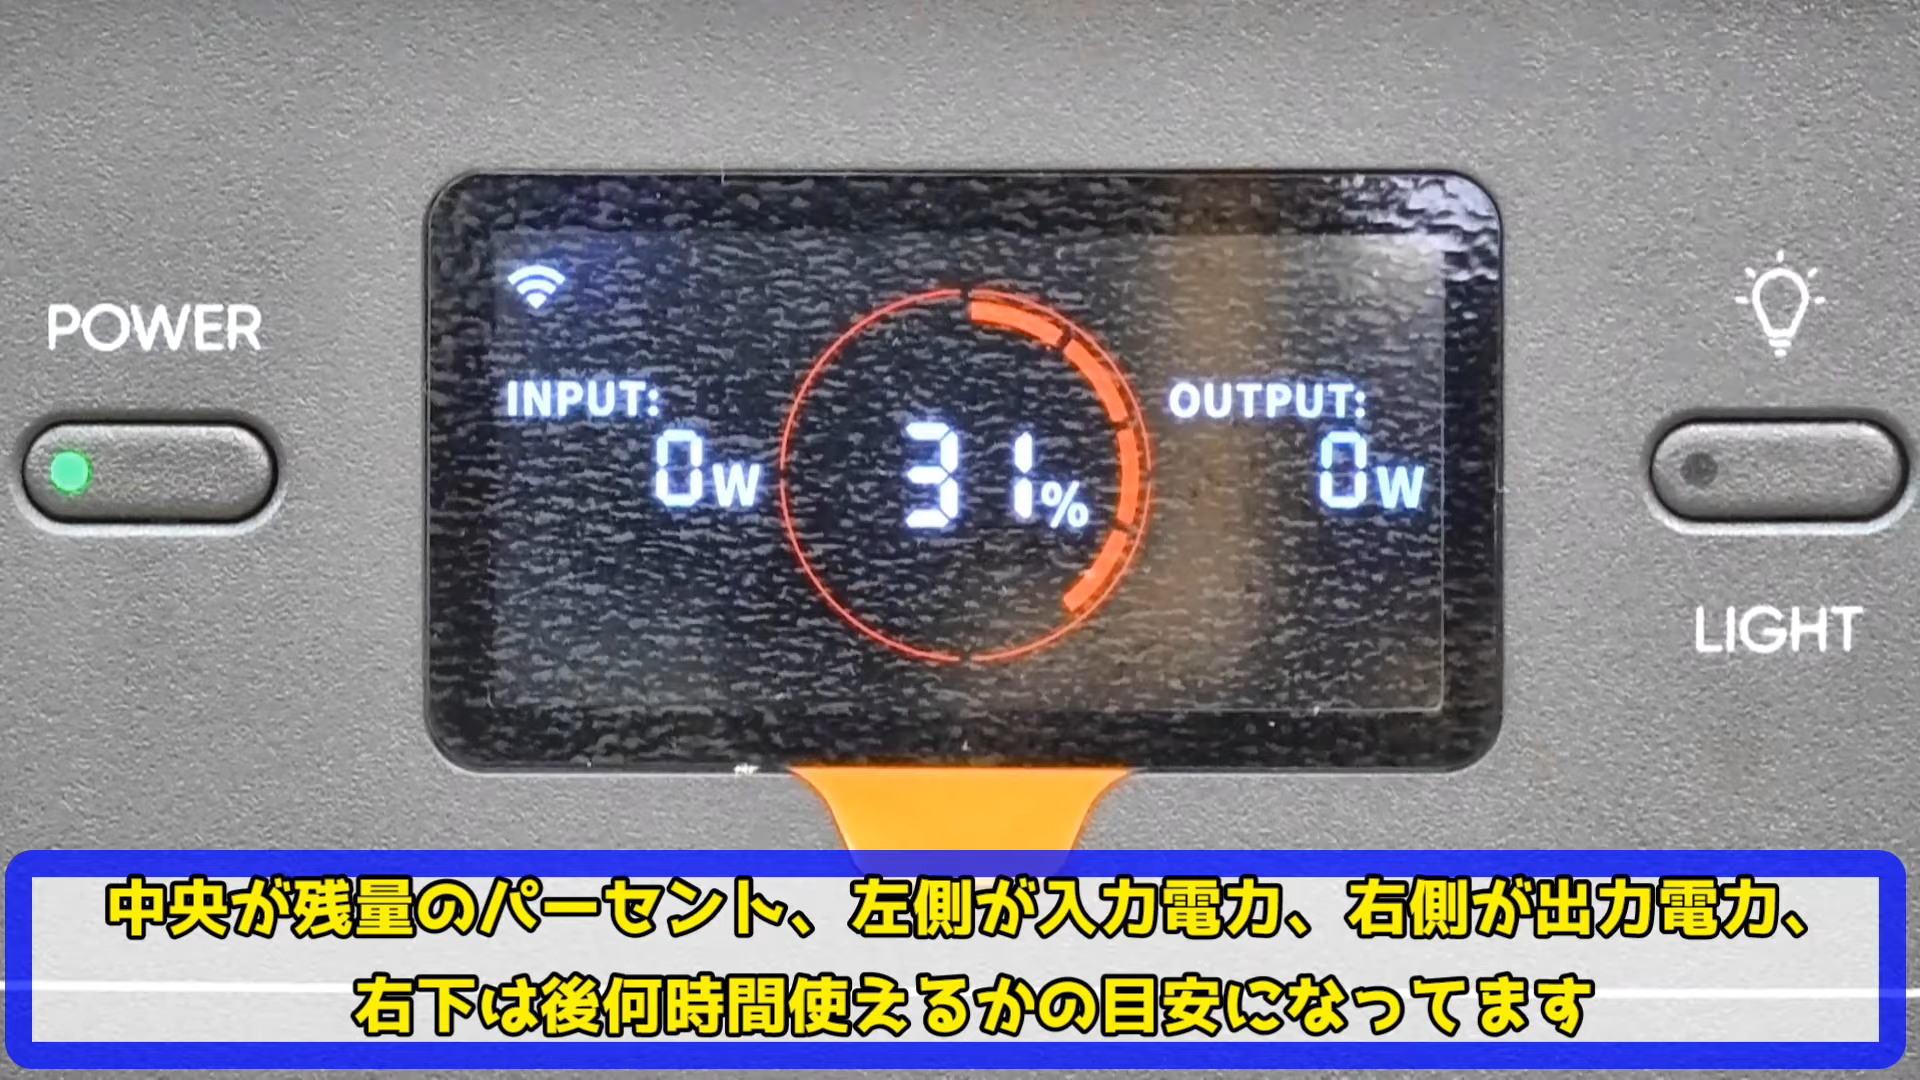 POWER
INPUT:
0W
31%
OUTPUT:
0W
LIGHT
中央が残量のパーセント、左側が入力電力、右側が出力電力、
右下は後何時間使えるかの目安になってます